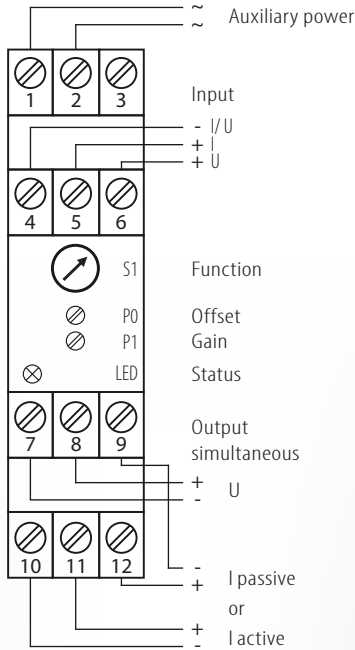 ~
~ Auxiliary power
1 2 3
Input
- I/U
+ I
+ U
4 5 6
S1 Function
P0 Offset
P1 Gain
LED Status
7 8 9
Output
simultaneous
+
- U
-
+ I passive
10 11 12
or
+
- I active